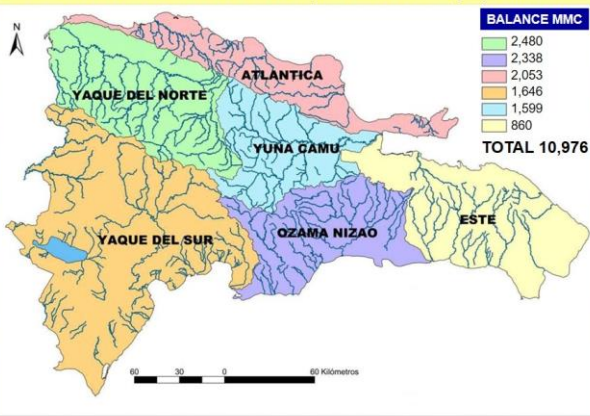 BALANCE MMC
2,480
2,338
2,053
1,646
1,599
860
TOTAL 10,976
N
ATLANTICA
YAQUE DEL NORTE
YUNA CAMU
YAQUE DEL SUR
OZAMA NIZAO
ESTE
60 30 0 60 Kilómetros